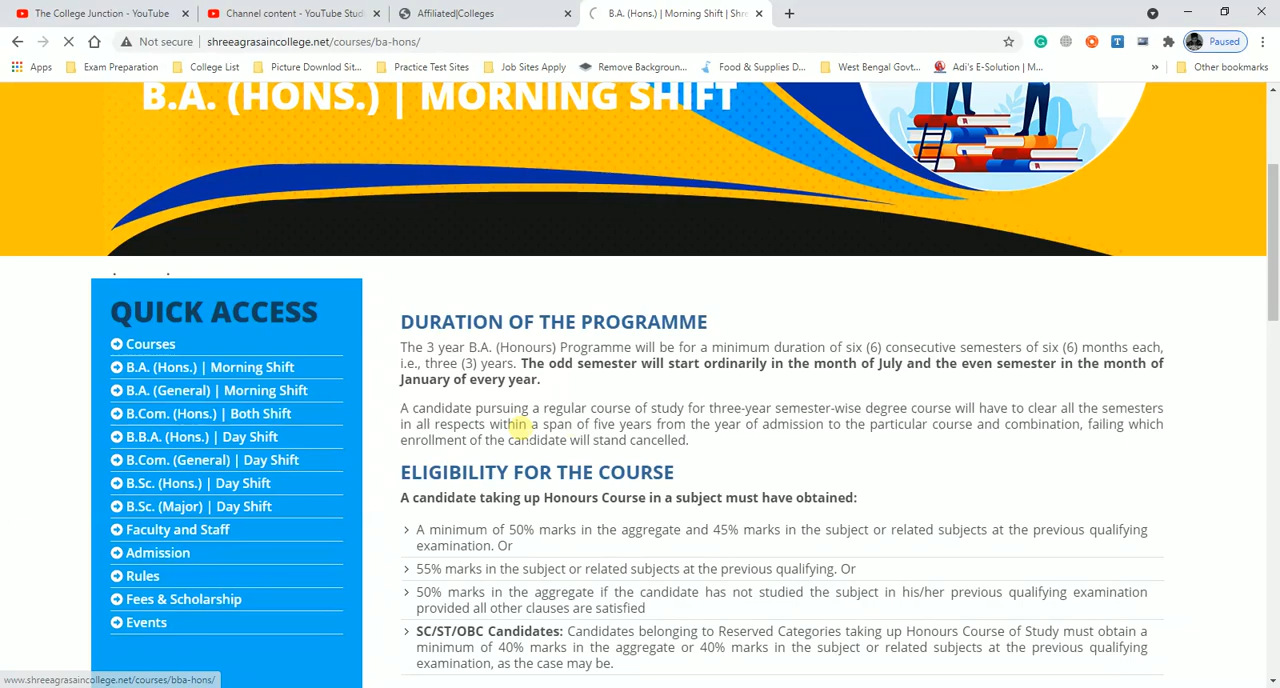 The College Junction - YouTube
Channel content - YouTube Stud
Affiliated|Colleges
B.A. (Hons.) | Morning Shift | Shre
Not secure
shreeagrasaincollege.net/courses/ba-hons/
Paused
Apps
Exam Preparation
College List
Picture Downlod Sit...
Practice Test Sites
Job Sites Apply
Remove Backgroun...
Food & Supplies D...
West Bengal Govt...
Adi's E-Solution | M...
»
Other bookmarks
B.A. (HONS.) | MORNING SHIFT
QUICK ACCESS
Courses
B.A. (Hons.) | Morning Shift
B.A. (General) | Morning Shift
B.Com. (Hons.) | Both Shift
B.B.A. (Hons.) | Day Shift
B.Com. (General) | Day Shift
B.Sc. (Hons.) | Day Shift
B.Sc. (Major) | Day Shift
Faculty and Staff
Admission
Rules
Fees & Scholarship
Events
DURATION OF THE PROGRAMME
The 3 year B.A. (Honours) Programme will be for a minimum duration of six (6) consecutive semesters of six (6) months each,
i.e., three (3) years. The odd semester will start ordinarily in the month of July and the even semester in the month of
January of every year.
A candidate pursuing a regular course of study for three-year semester-wise degree course will have to clear all the semesters
in all respects within a span of five years from the year of admission to the particular course and combination, failing which
enrollment of the candidate will stand cancelled.
ELIGIBILITY FOR THE COURSE
A candidate taking up Honours Course in a subject must have obtained:
A minimum of 50% marks in the aggregate and 45% marks in the subject or related subjects at the previous qualifying
examination. Or
55% marks in the subject or related subjects at the previous qualifying. Or
50% marks in the aggregate if the candidate has not studied the subject in his/her previous qualifying examination
provided all other clauses are satisfied
SC/ST/OBC Candidates: Candidates belonging to Reserved Categories taking up Honours Course of Study must obtain a
minimum of 40% marks in the aggregate or 40% marks in the subject or related subjects at the previous qualifying
examination, as the case may be.
www.shreeagrasaincollege.net/courses/bba-hons/